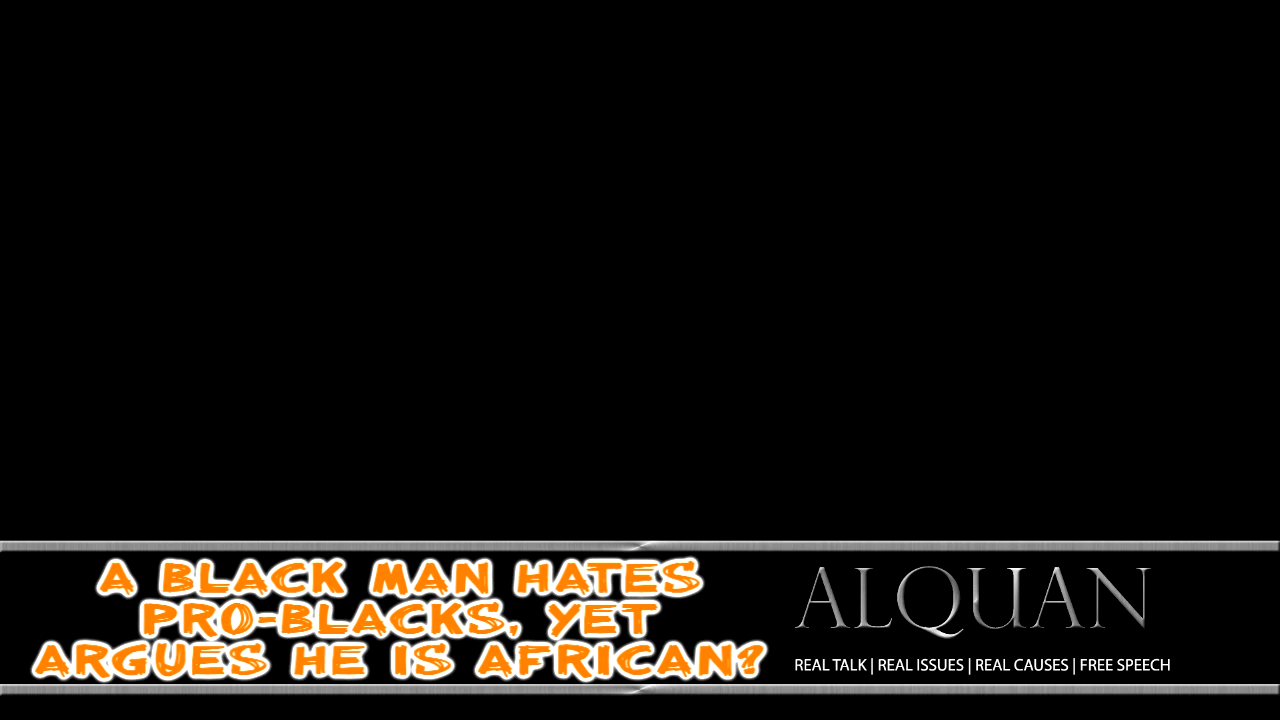 A BLACK MAN HATES
PRO-BLACKS, YET
ARGUES HE IS AFRICAN?
ALQUAN
REAL TALK | REAL ISSUES | REAL CAUSES | FREE SPEECH